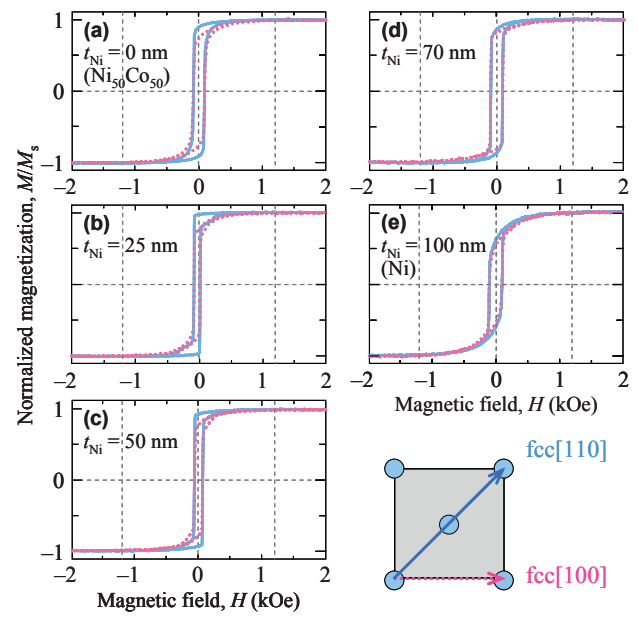 Normalized magnetization, M/Mₛ
(a)
t_Ni = 0 nm
(Ni₅₀Co₅₀)
1
0
−1
−2 −1 0 1 2
(b)
t_Ni = 25 nm
−2 −1 0 1 2
(c)
t_Ni = 50 nm
1
0
−1
−2 −1 0 1 2
Magnetic field, H (kOe)
(d)
t_Ni = 70 nm
−2 −1 0 1 2
(e)
t_Ni = 100 nm
(Ni)
−2 −1 0 1 2
Magnetic field, H (kOe)
fcc[110]
fcc[100]